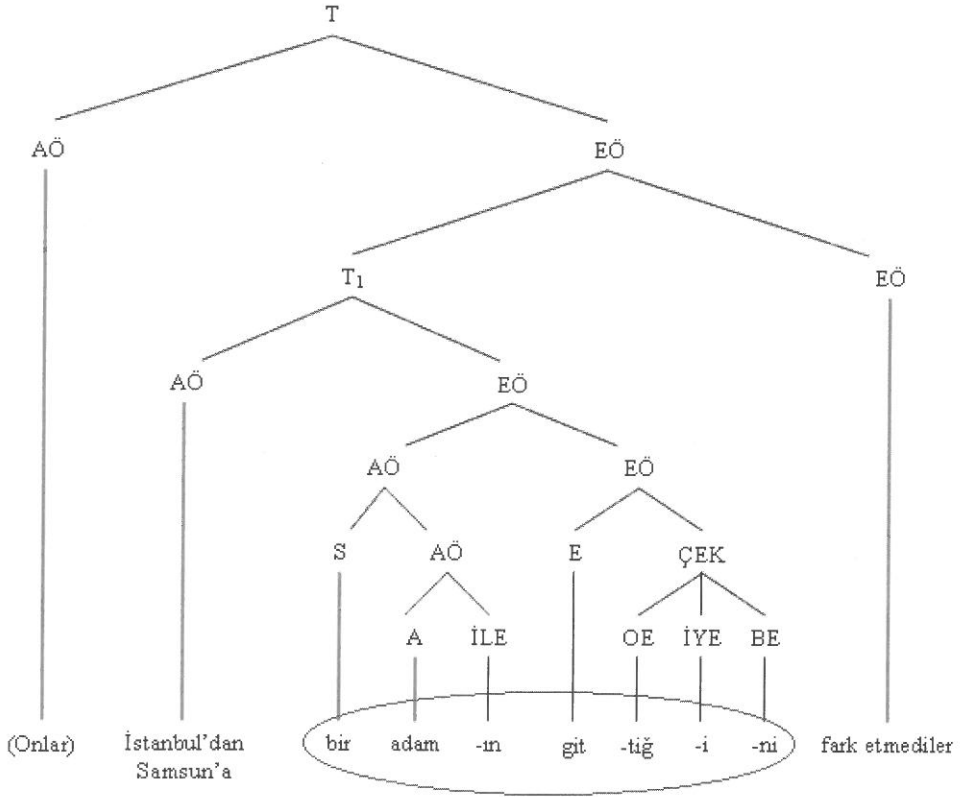 T
AÖ EÖ
T1 EÖ
AÖ EÖ
AÖ EÖ
S AÖ E ÇEK
A İLE OE İYE BE
(Onlar) İstanbul'dan bir adam -ın git -tiğ -i -ni fark etmediler
Samsun'a